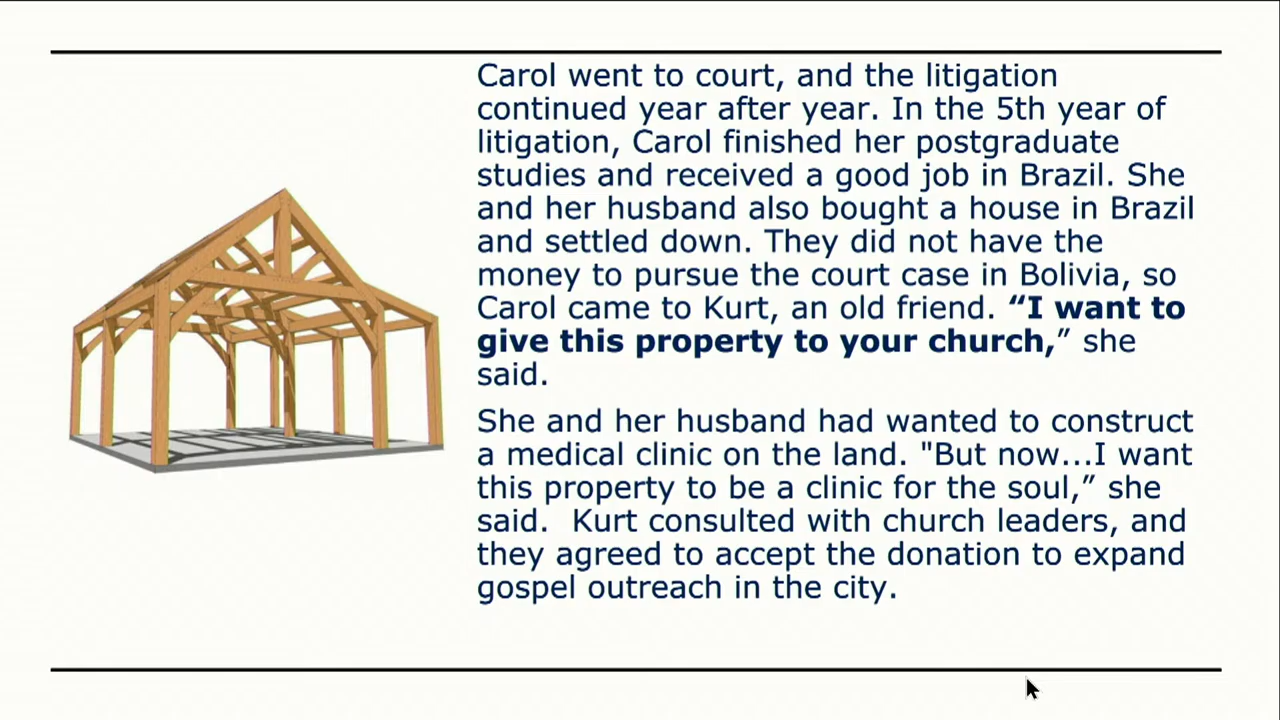 Carol went to court, and the litigation
continued year after year. In the 5th year of
litigation, Carol finished her postgraduate
studies and received a good job in Brazil. She
and her husband also bought a house in Brazil
and settled down. They did not have the
money to pursue the court case in Bolivia, so
Carol came to Kurt, an old friend. “I want to
give this property to your church,” she
said.
She and her husband had wanted to construct
a medical clinic on the land. "But now...I want
this property to be a clinic for the soul,” she
said.  Kurt consulted with church leaders, and
they agreed to accept the donation to expand
gospel outreach in the city.